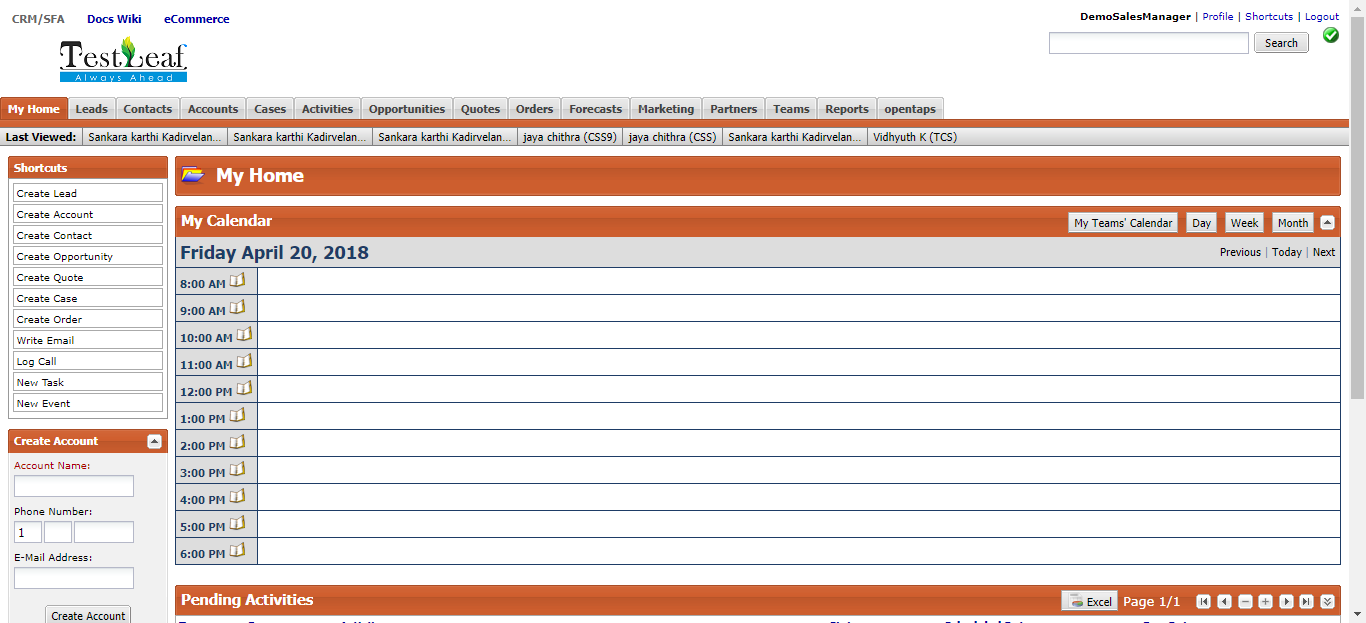 CRM/SFA Docs Wiki eCommerce
DemoSalesManager | Profile | Shortcuts | Logout
Search
TestLeaf
Always Ahead
My Home Leads Contacts Accounts Cases Activities Opportunities Quotes Orders Forecasts Marketing Partners Teams Reports opentaps
Last Viewed: Sankara karthi Kadirvelan... Sankara karthi Kadirvelan... Sankara karthi Kadirvelan... jaya chithra (CSS9) jaya chithra (CSS) Sankara karthi Kadirvelan... Vidhyuth K (TCS)
Shortcuts
Create Lead
Create Account
Create Contact
Create Opportunity
Create Quote
Create Case
Create Order
Write Email
Log Call
New Task
New Event
Create Account
Account Name:
Phone Number:
1
E-Mail Address:
Create Account
My Home
My Calendar
My Teams' Calendar Day Week Month
Friday April 20, 2018
Previous | Today | Next
8:00 AM
9:00 AM
10:00 AM
11:00 AM
12:00 PM
1:00 PM
2:00 PM
3:00 PM
4:00 PM
5:00 PM
6:00 PM
Pending Activities
Excel Page 1/1